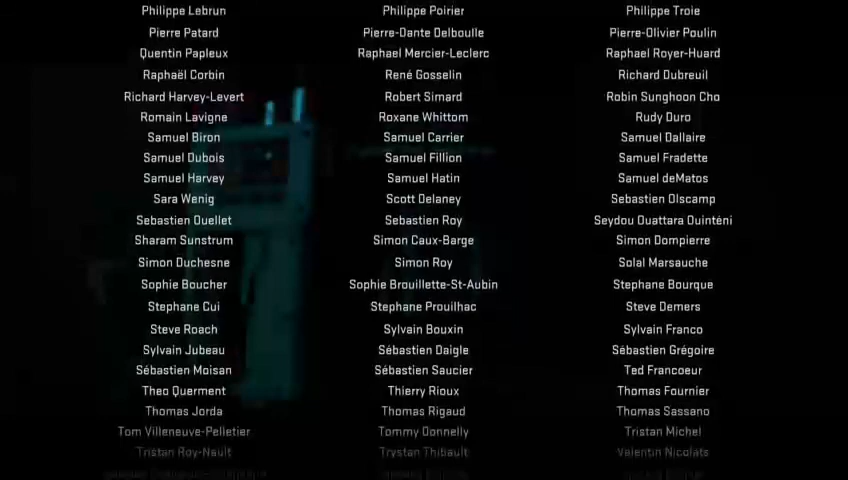 Philippe Lebrun Philippe Poirier Philippe Troie
Pierre Patard Pierre-Dante Delboulle Pierre-Olivier Poulin
Quentin Papleux Raphael Mercier-Leclerc Raphael Royer-Huard
Raphaël Corbin René Gosselin Richard Dubreuil
Richard Harvey-Levert Robert Simard Robin Sunghoon Cho
Romain Lavigne Roxane Whittom Rudy Duro
Samuel Biron Samuel Carrier Samuel Dallaire
Samuel Dubois Samuel Fillion Samuel Fradette
Samuel Harvey Samuel Hatin Samuel deMatos
Sara Wenig Scott Delaney Sebastien Olscamp
Sebastien Ouellet Sebastien Roy Seydou Ouattara Ouinténi
Sharam Sunstrum Simon Caux-Barge Simon Dompierre
Simon Duchesne Simon Roy Solal Marsauche
Sophie Boucher Sophie Brouillette-St-Aubin Stephane Bourque
Stephane Cui Stephane Prouilhac Steve Demers
Steve Roach Sylvain Bouxin Sylvain Franco
Sylvain Jubeau Sébastien Daigle Sébastien Grégoire
Sébastien Moisan Sébastien Saucier Ted Francoeur
Theo Querment Thierry Rioux Thomas Fournier
Thomas Jorda Thomas Rigaud Thomas Sassano
Tom Villeneuve-Pelletier Tommy Donnelly Tristan Michel
Tristan Roy-Nault Trystan Thibault Valentin Nicolats